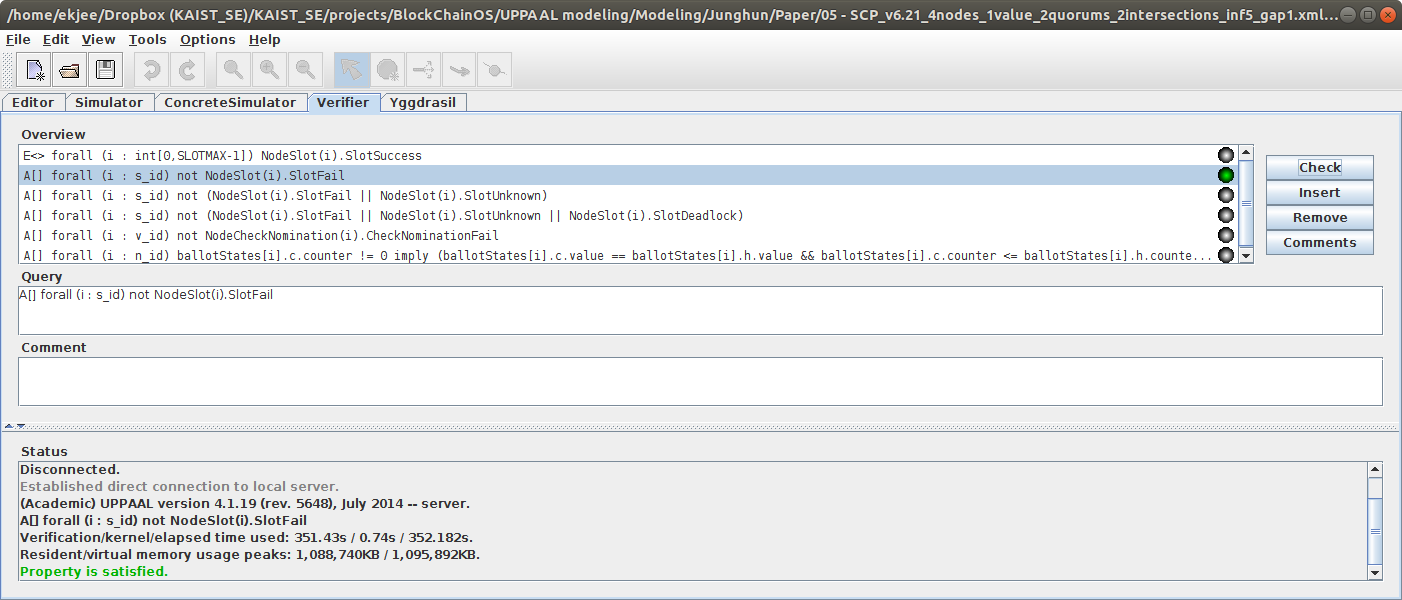 /home/ekjee/Dropbox (KAIST_SE)/KAIST_SE/projects/BlockChainOS/UPPAAL modeling/Modeling/Junghun/Paper/05 - SCP_v6.21_4nodes_1value_2quorums_2intersections_inf5_gap1.xml...
File Edit View Tools Options Help
Editor Simulator ConcreteSimulator Verifier Yggdrasil
Overview
E<> forall (i : int[0,SLOTMAX-1]) NodeSlot(i).SlotSuccess
A[] forall (i : s_id) not NodeSlot(i).SlotFail
A[] forall (i : s_id) not (NodeSlot(i).SlotFail || NodeSlot(i).SlotUnknown)
A[] forall (i : s_id) not (NodeSlot(i).SlotFail || NodeSlot(i).SlotUnknown || NodeSlot(i).SlotDeadlock)
A[] forall (i : v_id) not NodeCheckNomination(i).CheckNominationFail
A[] forall (i : n_id) ballotStates[i].c.counter != 0 imply (ballotStates[i].c.value == ballotStates[i].h.value && ballotStates[i].c.counter <= ballotStates[i].h.counte...
Check
Insert
Remove
Comments
Query
A[] forall (i : s_id) not NodeSlot(i).SlotFail
Comment
Status
Disconnected.
Established direct connection to local server.
(Academic) UPPAAL version 4.1.19 (rev. 5648), July 2014 -- server.
A[] forall (i : s_id) not NodeSlot(i).SlotFail
Verification/kernel/elapsed time used: 351.43s / 0.74s / 352.182s.
Resident/virtual memory usage peaks: 1,088,740KB / 1,095,892KB.
Property is satisfied.